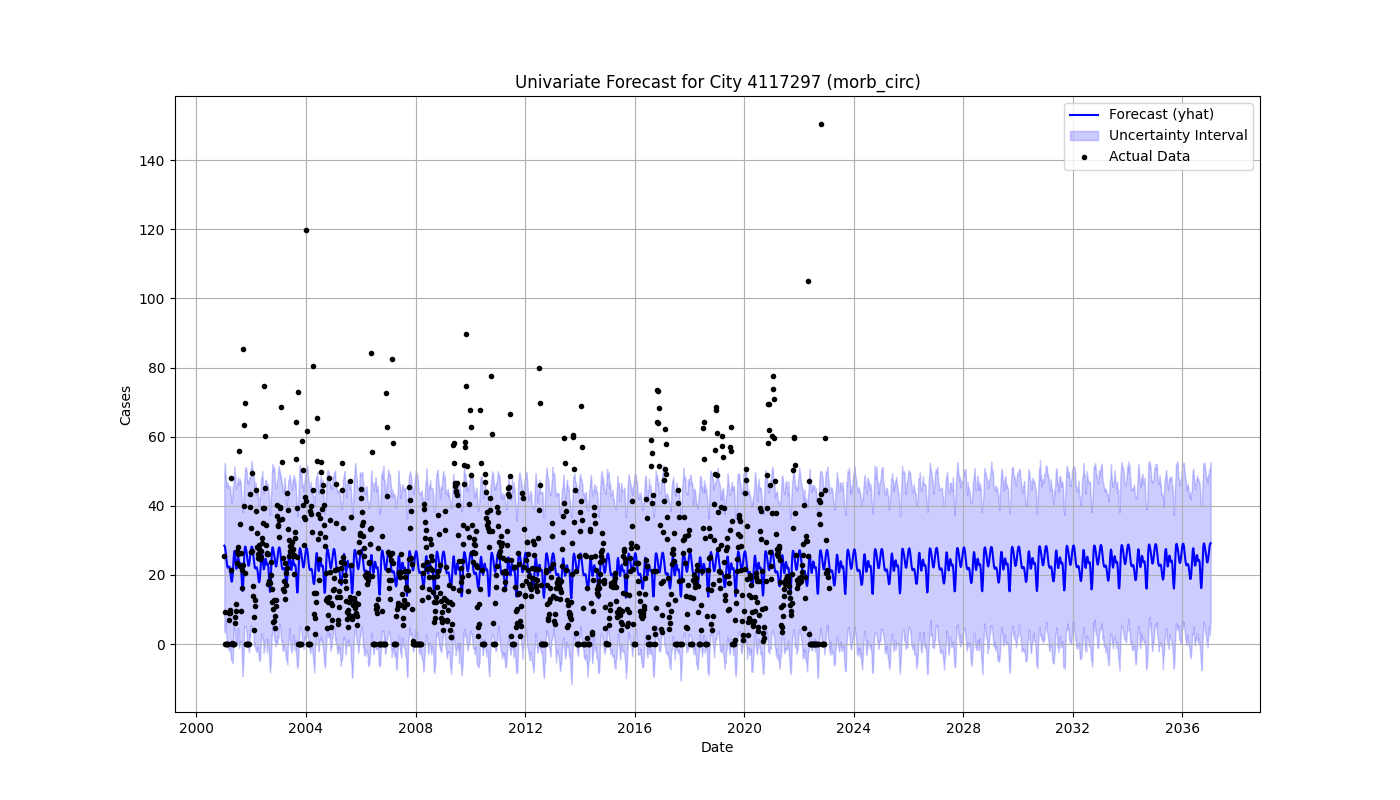 Univariate Forecast for City 4117297 (morb_circ)
Forecast (yhat)
Uncertainty Interval
Actual Data
Cases
140
120
100
80
60
40
20
0
2000 2004 2008 2012 2016 2020 2024 2028 2032 2036
Date